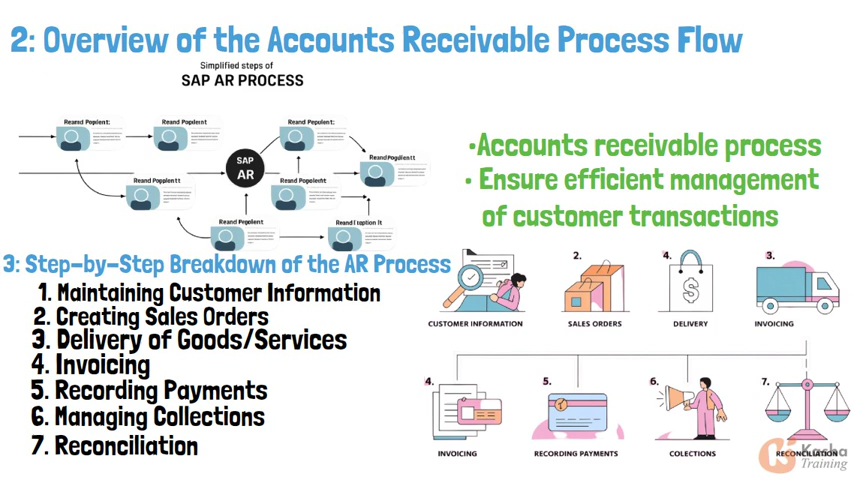 2: Overview of the Accounts Receivable Process Flow
Simplified steps of
SAP AR PROCESS
Reand Popelent:
Reand Popelent
Reand Populent:
SAP
AR
•Accounts receivable process
• Ensure efficient management
of customer transactions
3: Step-by-Step Breakdown of the AR Process
1. Maintaining Customer Information
2. Creating Sales Orders
3. Delivery of Goods/Services
4. Invoicing
5. Recording Payments
6. Managing Collections
7. Reconciliation
CUSTOMER INFORMATION
2.
SALES ORDERS
4.
DELIVERY
3.
INVOICING
4.
INVOICING
5.
RECORDING PAYMENTS
6.
COLECTIONS
7.
RECONCILIATION
Training